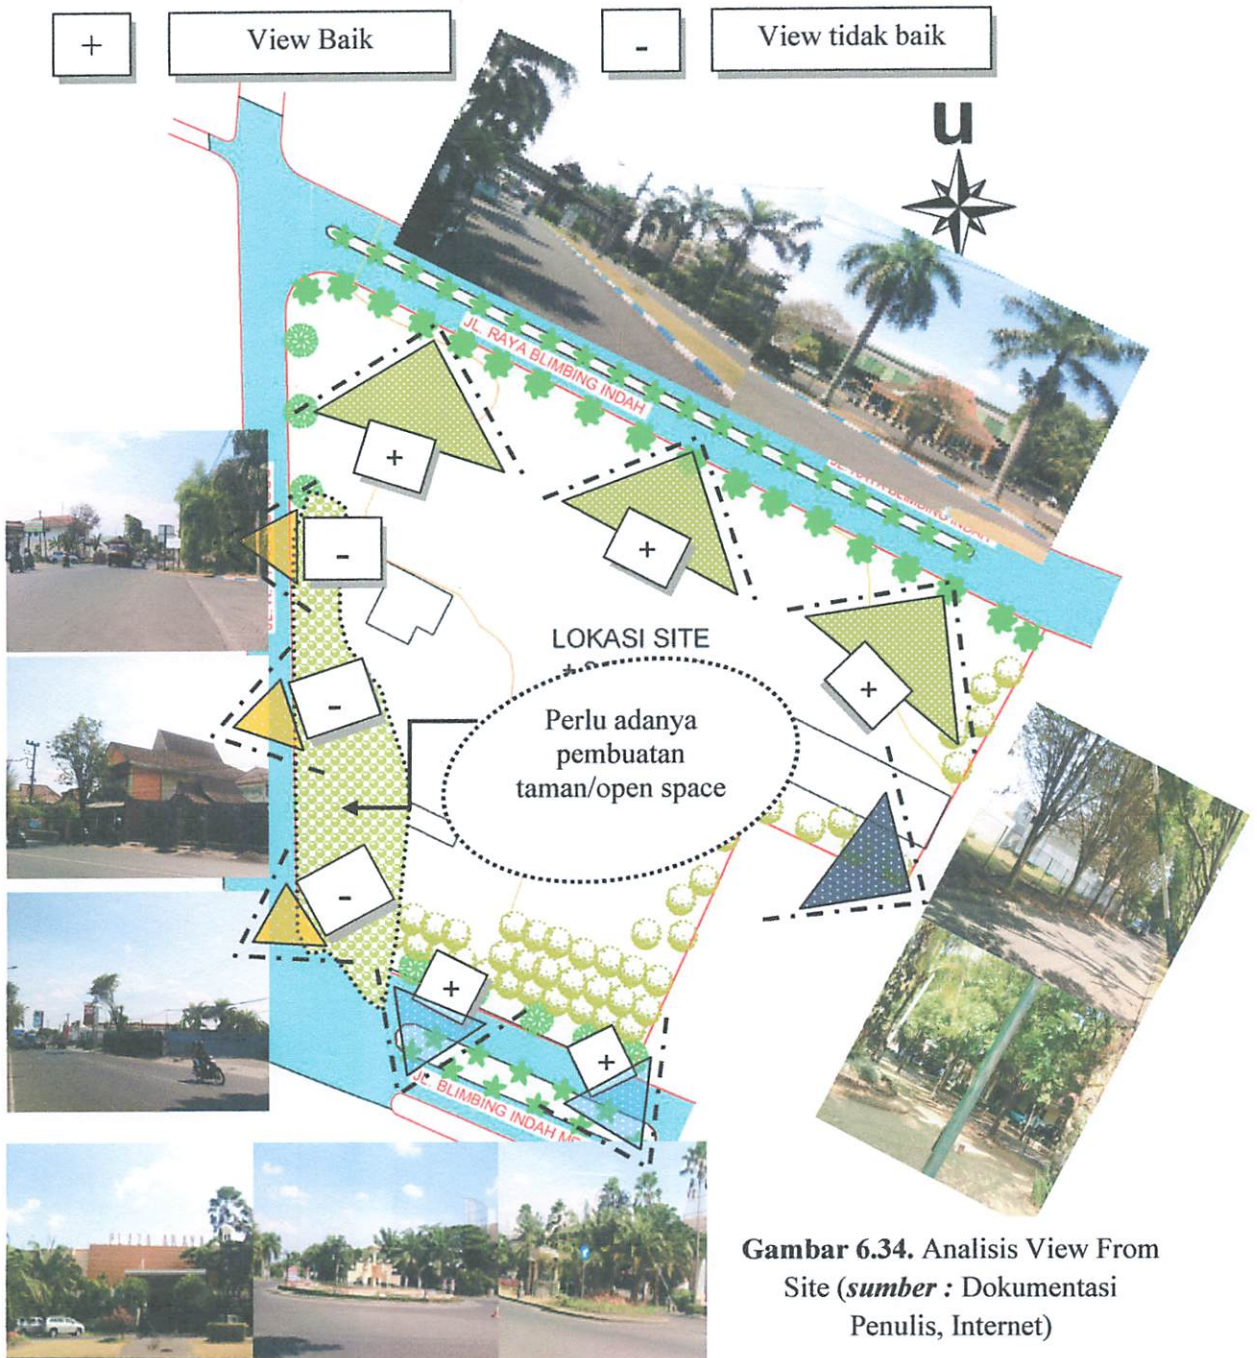 +
View Baik
-
View tidak baik
u
JL. RAYA BLIMBING INDAH
+
+
-
LOKASI SITE
+
-
Perlu adanya
pembuatan
taman/open space
-
+
+
JL. BLIMBING INDAH
PLAZA
Gambar 6.34. Analisis View From
Site (sumber : Dokumentasi
Penulis, Internet)